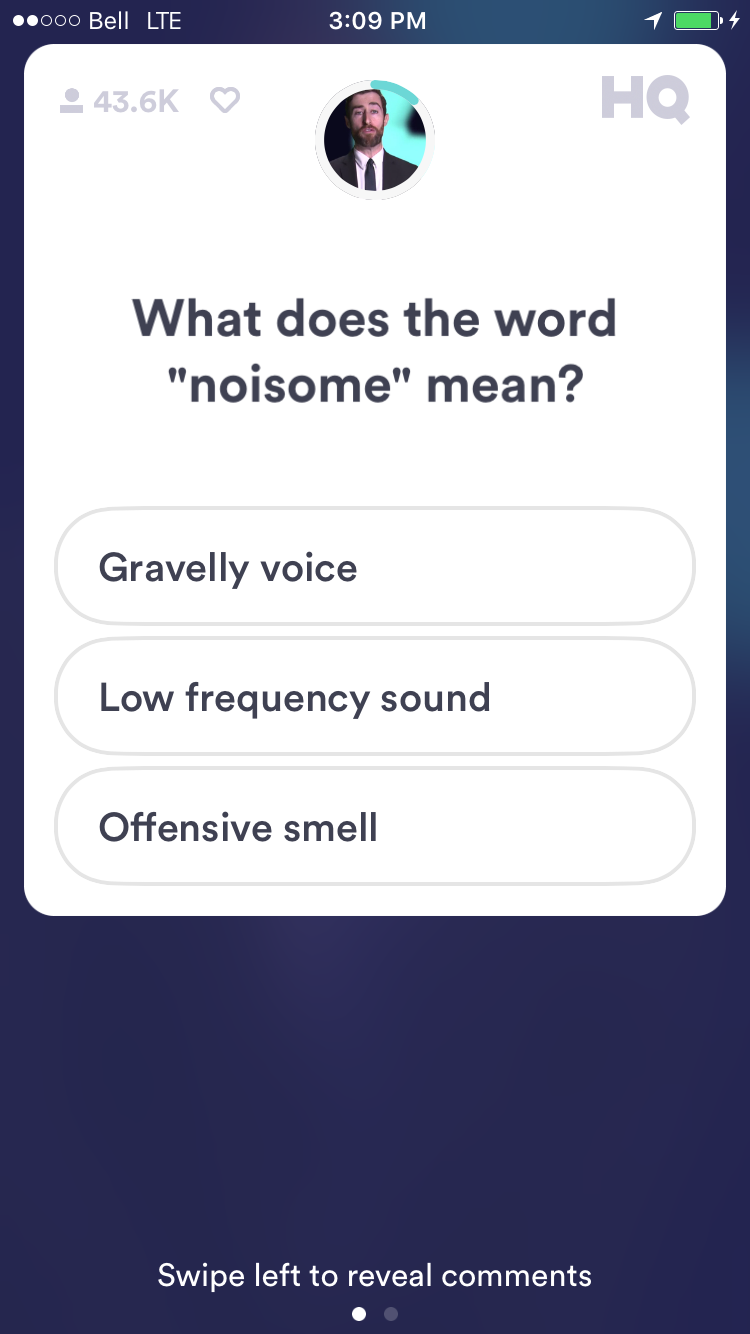 Bell LTE 3:09 PM
43.6K HQ
What does the word
"noisome" mean?
Gravelly voice
Low frequency sound
Offensive smell
Swipe left to reveal comments